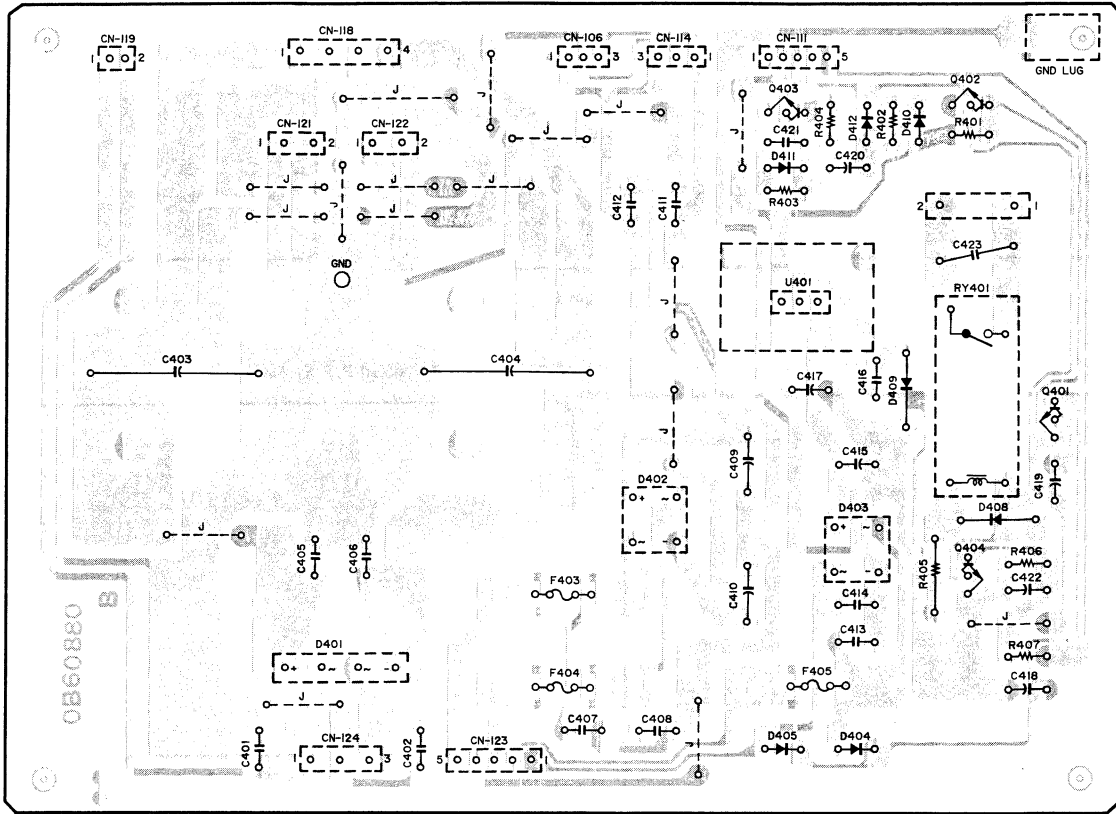 CN-119
1 2
CN-118
1 4
CN-106
1 3
CN-114
3 1
CN-111
1 5
GND LUG
J
J
J
J
J
Q403
C421
D411
R403
R404
D412
R402
D410
C420
Q402
R401
CN-121
1 2
CN-122
1 2
J
J
J
J
J
J
GND
C412
C411
2 1
C423
U401
RY401
J
C403
C404
C417
C416
D409
Q401
J
C409
C415
C419
D402
+ ~
~ -
D403
+ ~
~ -
D408
J
C405
C406
F403
C410
C414
R405
Q404
R406
C422
J
C413
R407
C418
0B60880 B
D401
+ ~ ~ -
F404
F405
J
C401
CN-124
1 3
C402
CN-123
5 1
C407
C408
J
D405
D404